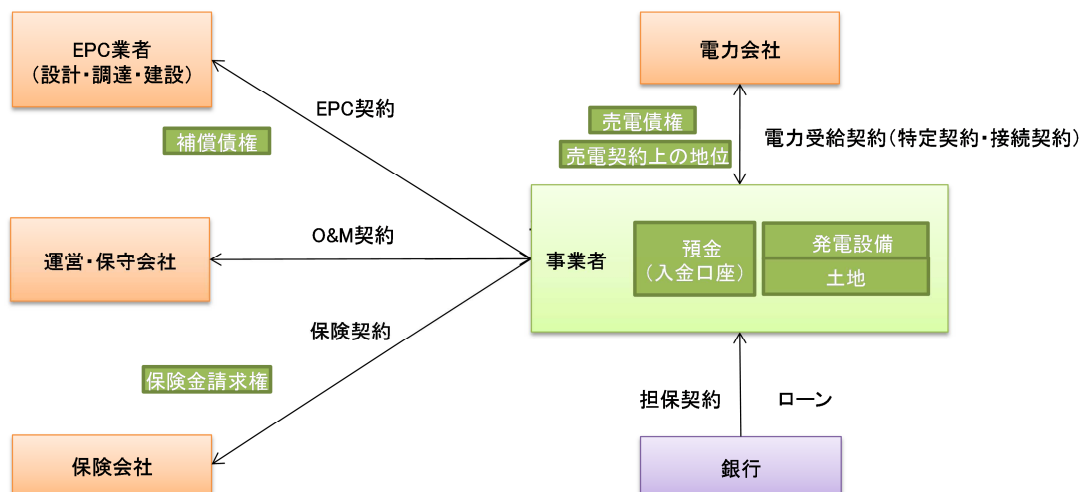 EPC業者
（設計・調達・建設）
電力会社
EPC契約
補償債権
売電債権
売電契約上の地位
電力受給契約(特定契約・接続契約)
運営・保守会社
O&M契約
事業者
預金
（入金口座）
発電設備
土地
保険契約
保険金請求権
担保契約
ローン
保険会社
銀行